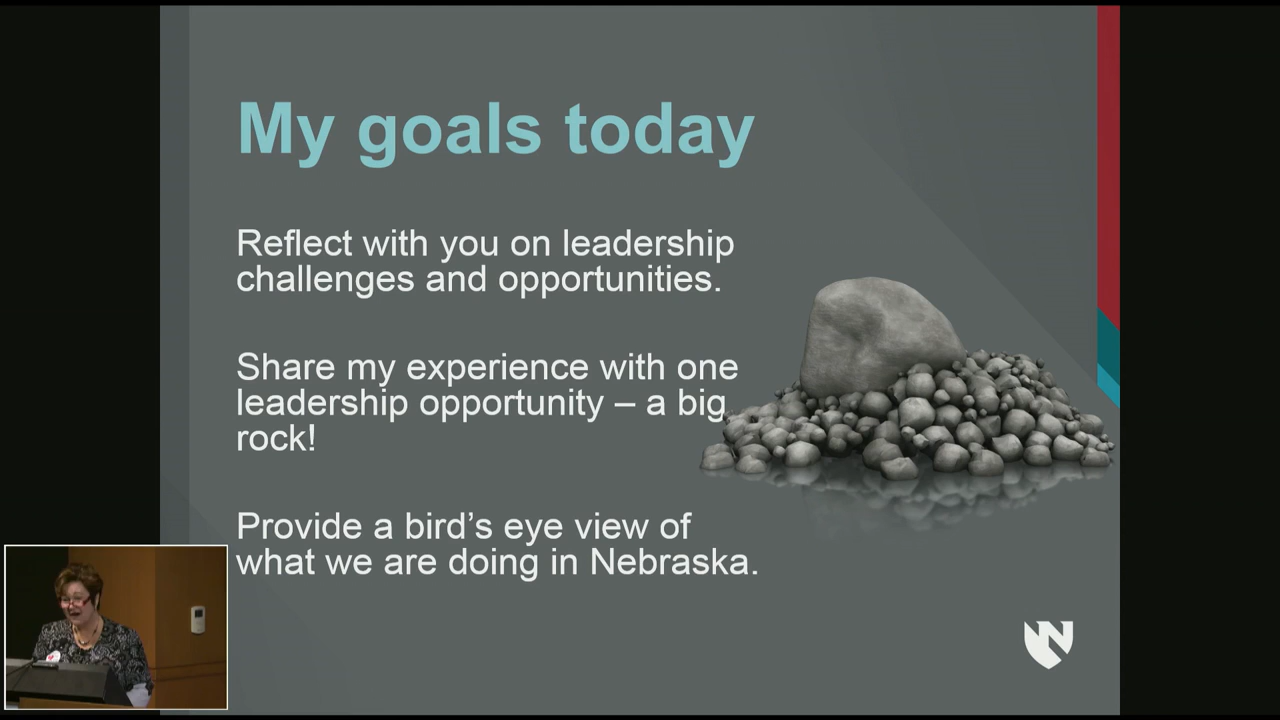 My goals today
Reflect with you on leadership
challenges and opportunities.
Share my experience with one
leadership opportunity – a big
rock!
Provide a bird’s eye view of
what we are doing in Nebraska.